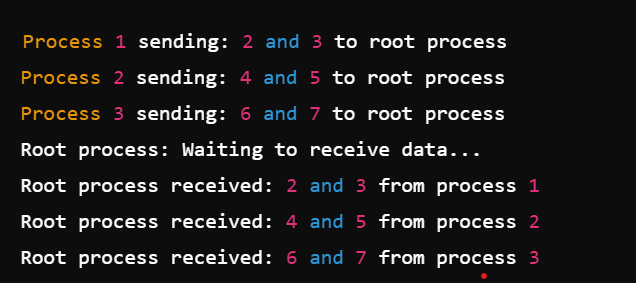 Process 1 sending: 2 and 3 to root process
Process 2 sending: 4 and 5 to root process
Process 3 sending: 6 and 7 to root process
Root process: Waiting to receive data...
Root process received: 2 and 3 from process 1
Root process received: 4 and 5 from process 2
Root process received: 6 and 7 from process 3